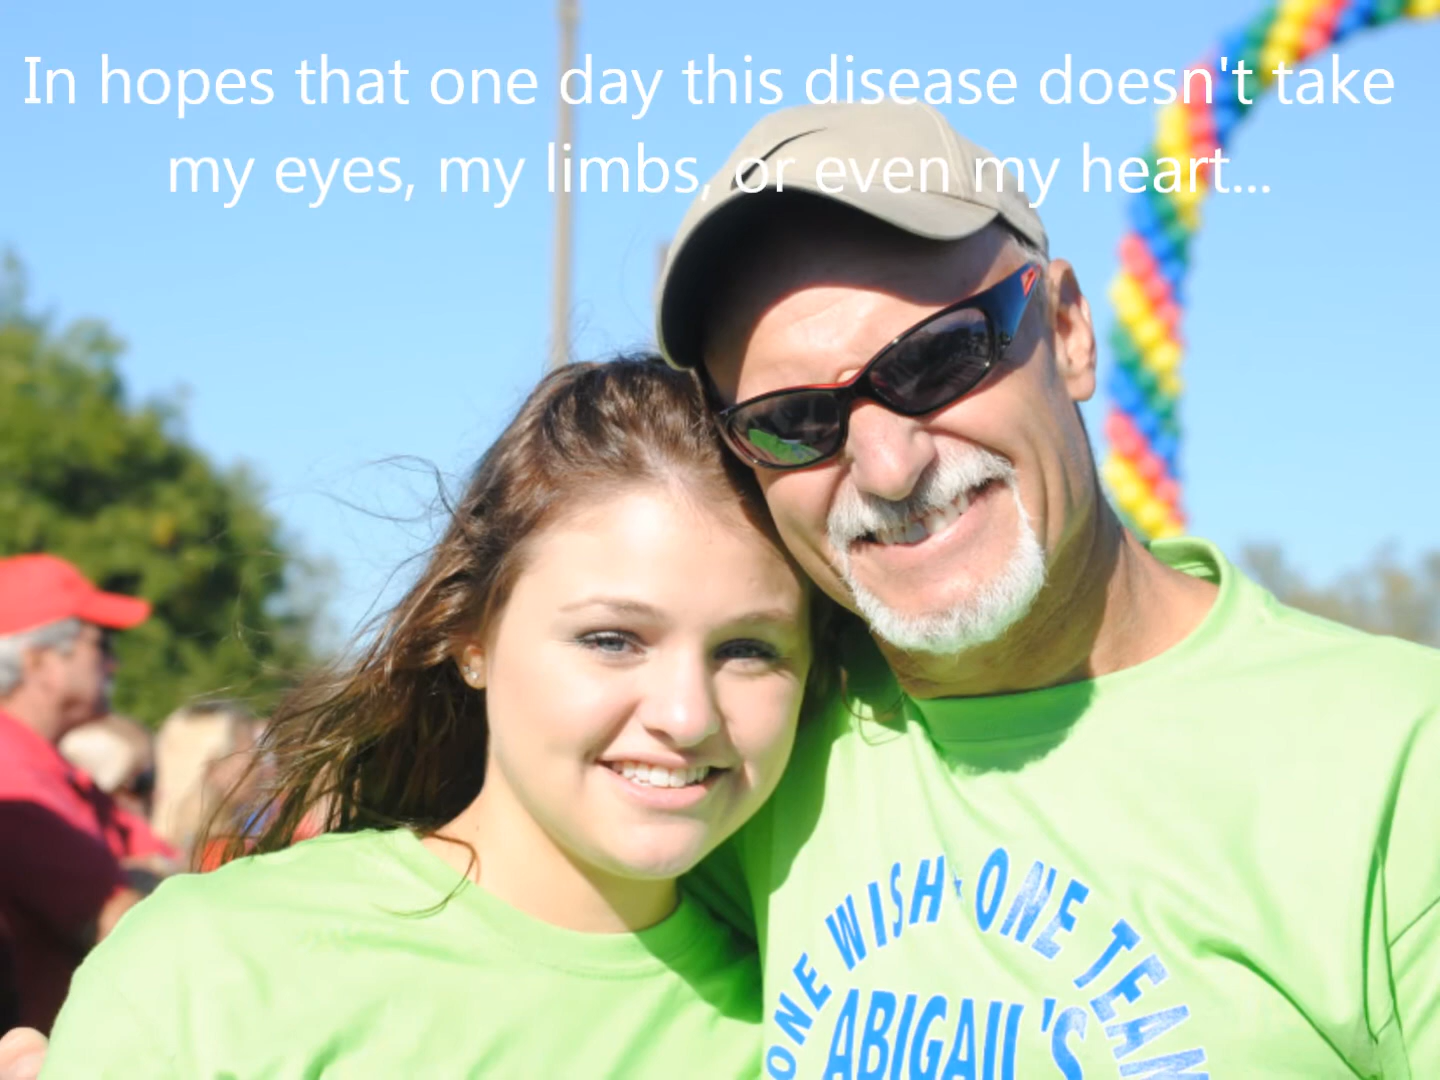 In hopes that one day this disease doesn't take
my eyes, my limbs, or even my heart...
ONE WISH ONE TEAM
ABIGAIL'S